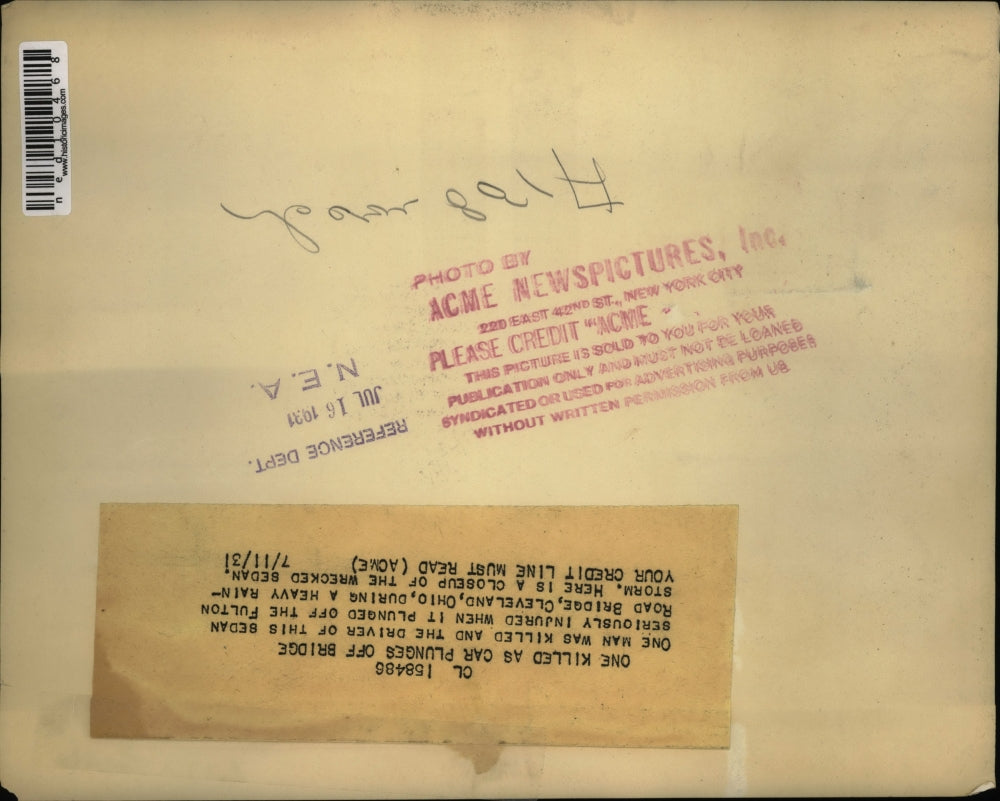 ned10468
www.historicimages.com
PHOTO BY
ACME NEWSPICTURES, Inc.
220 EAST 42ND ST., NEW YORK CITY
PLEASE CREDIT "ACME"
THIS PICTURE IS SOLD TO YOU FOR YOUR
PUBLICATION ONLY AND MUST NOT BE LOANED
SYNDICATED OR USED FOR ADVERTISING PURPOSES
WITHOUT WRITTEN PERMISSION FROM US
REFERENCE DEPT.
JUL 16 1931
N. E. A.
CL 158486
ONE KILLED AS CAR PLUNGES OFF BRIDGE
ONE MAN WAS KILLED AND THE DRIVER OF THIS SEDAN
SERIOUSLY INJURED WHEN IT PLUNGED OFF THE FULTON
ROAD BRIDGE, CLEVELAND, OHIO, DURING A HEAVY RAIN-
STORM. HERE IS A CLOSEUP OF THE WRECKED SEDAN.
YOUR CREDIT LINE MUST READ (ACME) 7/11/31